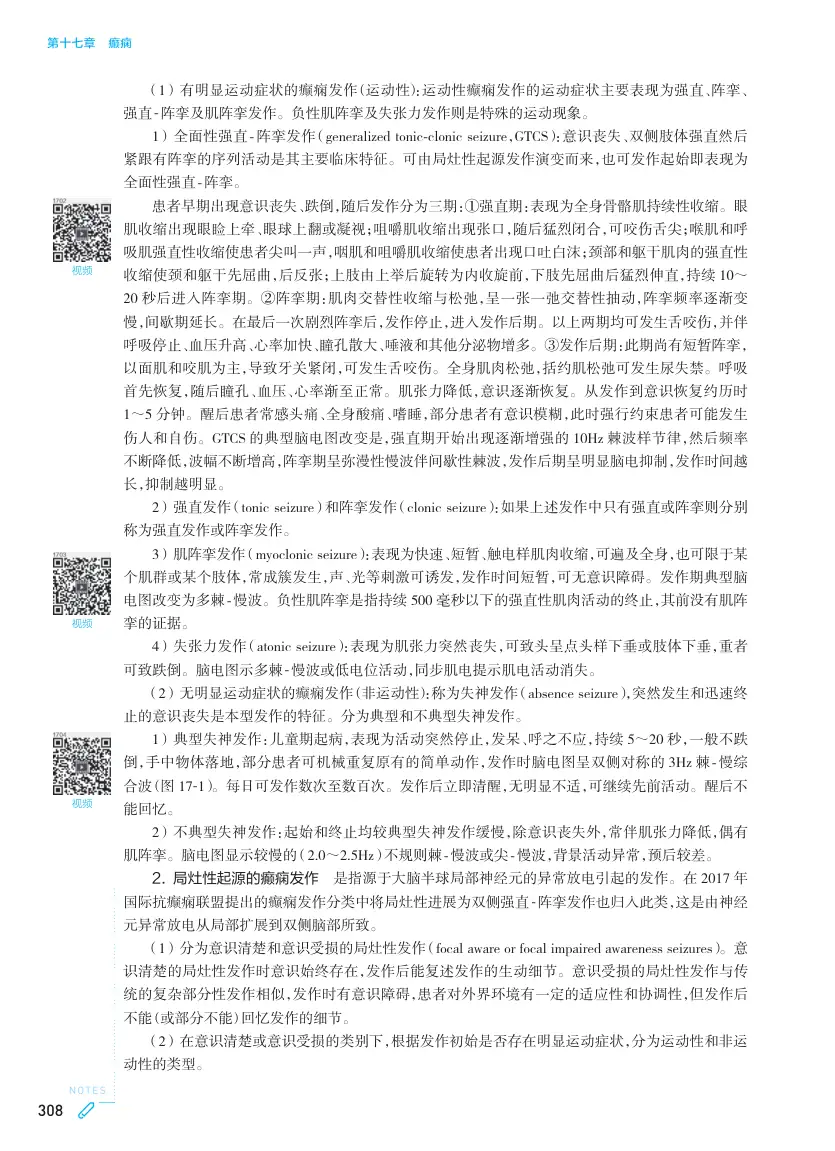 第十七章 癫痫
（1）有明显运动症状的癫痫发作（运动性）：运动性癫痫发作的运动症状主要表现为强直、阵挛、
强直-阵挛及肌阵挛发作。负性肌阵挛及失张力发作则是特殊的运动现象。
1）全面性强直-阵挛发作（generalized tonic-clonic seizure，GTCS）：意识丧失、双侧肢体强直然后
紧跟有阵挛的序列活动是其主要临床特征。可由局灶性起源发作演变而来，也可发作起始即表现为
全面性强直-阵挛。
1702
视频
患者早期出现意识丧失、跌倒，随后发作分为三期：①强直期：表现为全身骨骼肌持续性收缩。眼
肌收缩出现眼睑上牵、眼球上翻或凝视；咀嚼肌收缩出现张口，随后猛烈闭合，可咬伤舌尖；喉肌和呼
吸肌强直性收缩使患者尖叫一声，咽肌和咀嚼肌收缩使患者出现口吐白沫；颈部和躯干肌肉的强直性
收缩使颈和躯干先屈曲，后反张；上肢由上举后旋转为内收旋前，下肢先屈曲后猛烈伸直，持续 10～
20 秒后进入阵挛期。②阵挛期：肌肉交替性收缩与松弛，呈一张一弛交替性抽动，阵挛频率逐渐变
慢，间歇期延长。在最后一次剧烈阵挛后，发作停止，进入发作后期。以上两期均可发生舌咬伤，并伴
呼吸停止、血压升高、心率加快、瞳孔散大、唾液和其他分泌物增多。③发作后期：此期尚有短暂阵挛，
以面肌和咬肌为主，导致牙关紧闭，可发生舌咬伤。全身肌肉松弛，括约肌松弛可发生尿失禁。呼吸
首先恢复，随后瞳孔、血压、心率渐至正常。肌张力降低，意识逐渐恢复。从发作到意识恢复约历时
1～5 分钟。醒后患者常感头痛、全身酸痛、嗜睡，部分患者有意识模糊，此时强行约束患者可能发生
伤人和自伤。GTCS 的典型脑电图改变是，强直期开始出现逐渐增强的 10Hz 棘波样节律，然后频率
不断降低，波幅不断增高，阵挛期呈弥漫性慢波伴间歇性棘波，发作后期呈明显脑电抑制，发作时间越
长，抑制越明显。
2）强直发作（tonic seizure）和阵挛发作（clonic seizure）：如果上述发作中只有强直或阵挛则分别
称为强直发作或阵挛发作。
1703
视频
3）肌阵挛发作（myoclonic seizure）：表现为快速、短暂、触电样肌肉收缩，可遍及全身，也可限于某
个肌群或某个肢体，常成簇发生，声、光等刺激可诱发，发作时间短暂，可无意识障碍。发作期典型脑
电图改变为多棘-慢波。负性肌阵挛是指持续 500 毫秒以下的强直性肌肉活动的终止，其前没有肌阵
挛的证据。
4）失张力发作（atonic seizure）：表现为肌张力突然丧失，可致头呈点头样下垂或肢体下垂，重者
可致跌倒。脑电图示多棘-慢波或低电位活动，同步肌电提示肌电活动消失。
（2）无明显运动症状的癫痫发作（非运动性）：称为失神发作（absence seizure），突然发生和迅速终
止的意识丧失是本型发作的特征。分为典型和不典型失神发作。
1704
视频
1）典型失神发作：儿童期起病，表现为活动突然停止，发呆、呼之不应，持续 5～20 秒，一般不跌
倒，手中物体落地，部分患者可机械重复原有的简单动作，发作时脑电图呈双侧对称的 3Hz 棘-慢综
合波（图 17-1）。每日可发作数次至数百次。发作后立即清醒，无明显不适，可继续先前活动。醒后不
能回忆。
2）不典型失神发作：起始和终止均较典型失神发作缓慢，除意识丧失外，常伴肌张力降低，偶有
肌阵挛。脑电图显示较慢的（2.0～2.5Hz）不规则棘-慢波或尖-慢波，背景活动异常，预后较差。
2. 局灶性起源的癫痫发作 是指源于大脑半球局部神经元的异常放电引起的发作。在 2017 年
国际抗癫痫联盟提出的癫痫发作分类中将局灶性进展为双侧强直-阵挛发作也归入此类，这是由神经
元异常放电从局部扩展到双侧脑部所致。
（1）分为意识清楚和意识受损的局灶性发作（focal aware or focal impaired awareness seizures）。意
识清楚的局灶性发作时意识始终存在，发作后能复述发作的生动细节。意识受损的局灶性发作与传
统的复杂部分性发作相似，发作时有意识障碍，患者对外界环境有一定的适应性和协调性，但发作后
不能（或部分不能）回忆发作的细节。
（2）在意识清楚或意识受损的类别下，根据发作初始是否存在明显运动症状，分为运动性和非运
动性的类型。
NOTES
308